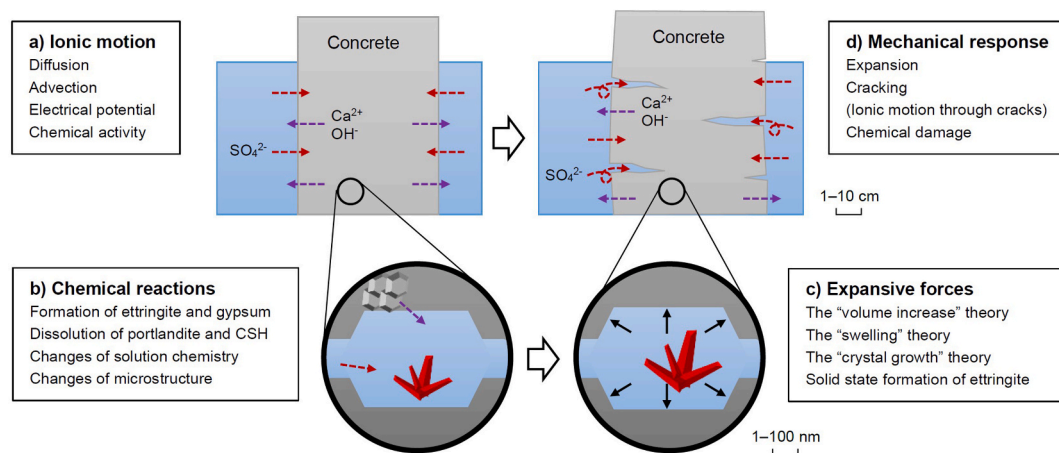 a) Ionic motion
Diffusion
Advection
Electrical potential
Chemical activity
Concrete
Ca²⁺
OH⁻
SO₄²⁻
Concrete
Ca²⁺
OH⁻
SO₄²⁻
d) Mechanical response
Expansion
Cracking
(Ionic motion through cracks)
Chemical damage
1–10 cm
b) Chemical reactions
Formation of ettringite and gypsum
Dissolution of portlandite and CSH
Changes of solution chemistry
Changes of microstructure
c) Expansive forces
The “volume increase” theory
The “swelling” theory
The “crystal growth” theory
Solid state formation of ettringite
1–100 nm